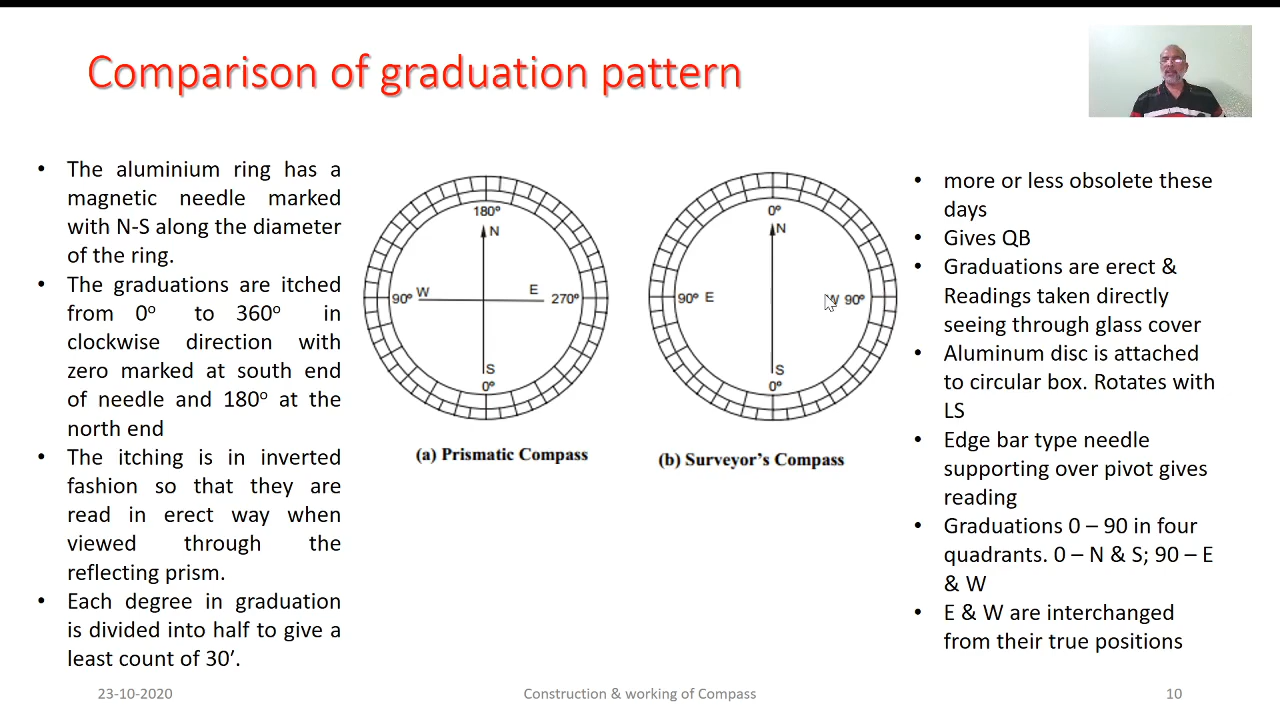 Comparison of graduation pattern
• The aluminium ring has a
magnetic needle marked
with N-S along the diameter
of the ring.
• The graduations are itched
from 0º to 360º in
clockwise direction with
zero marked at south end
of needle and 180º at the
north end
• The itching is in inverted
fashion so that they are
read in erect way when
viewed through the
reflecting prism.
• Each degree in graduation
is divided into half to give a
least count of 30’.
180º
N
90º W E 270º
S
0º
(a) Prismatic Compass
0º
N
90º E W 90º
S
0º
(b) Surveyor’s Compass
• more or less obsolete these
days
• Gives QB
• Graduations are erect &
Readings taken directly
seeing through glass cover
• Aluminum disc is attached
to circular box. Rotates with
LS
• Edge bar type needle
supporting over pivot gives
reading
• Graduations 0 – 90 in four
quadrants. 0 – N & S; 90 – E
& W
• E & W are interchanged
from their true positions
23-10-2020
Construction & working of Compass
10